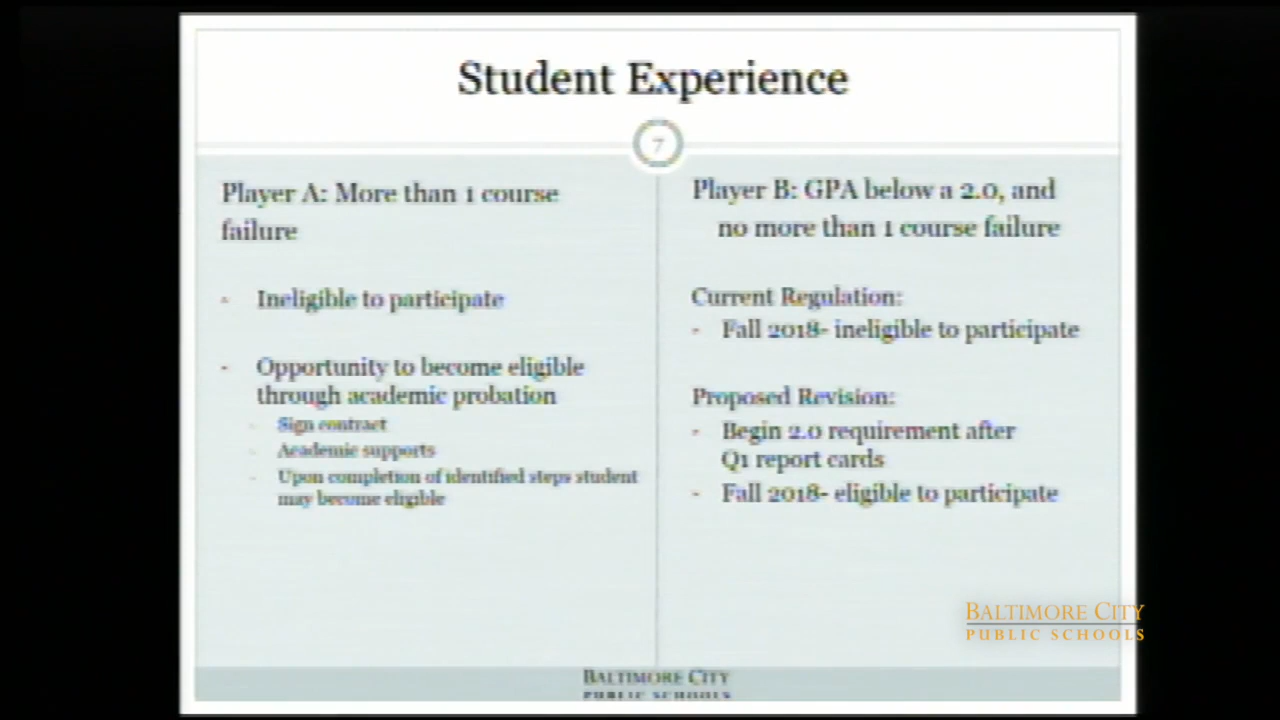 Student Experience
7
Player A: More than 1 course
failure
- Ineligible to participate
- Opportunity to become eligible
through academic probation
- Sign contract
- Academic supports
- Upon completion of identified steps student
may become eligible
Player B: GPA below a 2.0, and
no more than 1 course failure
Current Regulation:
- Fall 2018- ineligible to participate
Proposed Revision:
- Begin 2.0 requirement after
Q1 report cards
- Fall 2018- eligible to participate
BALTIMORE CITY
PUBLIC SCHOOLS
BALTIMORE CITY
PUBLIC SCHOOLS